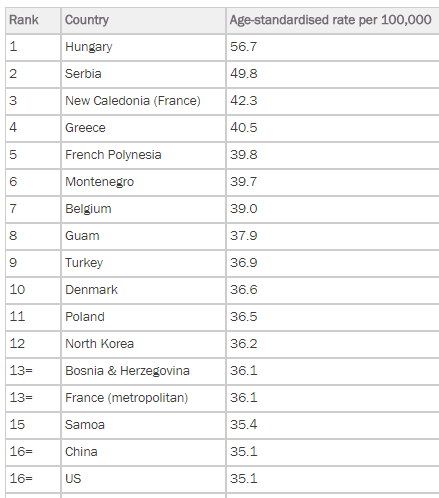 Rank Country Age-standardised rate per 100,000
1 Hungary 56.7
2 Serbia 49.8
3 New Caledonia (France) 42.3
4 Greece 40.5
5 French Polynesia 39.8
6 Montenegro 39.7
7 Belgium 39.0
8 Guam 37.9
9 Turkey 36.9
10 Denmark 36.6
11 Poland 36.5
12 North Korea 36.2
13= Bosnia & Herzegovina 36.1
13= France (metropolitan) 36.1
15 Samoa 35.4
16= China 35.1
16= US 35.1